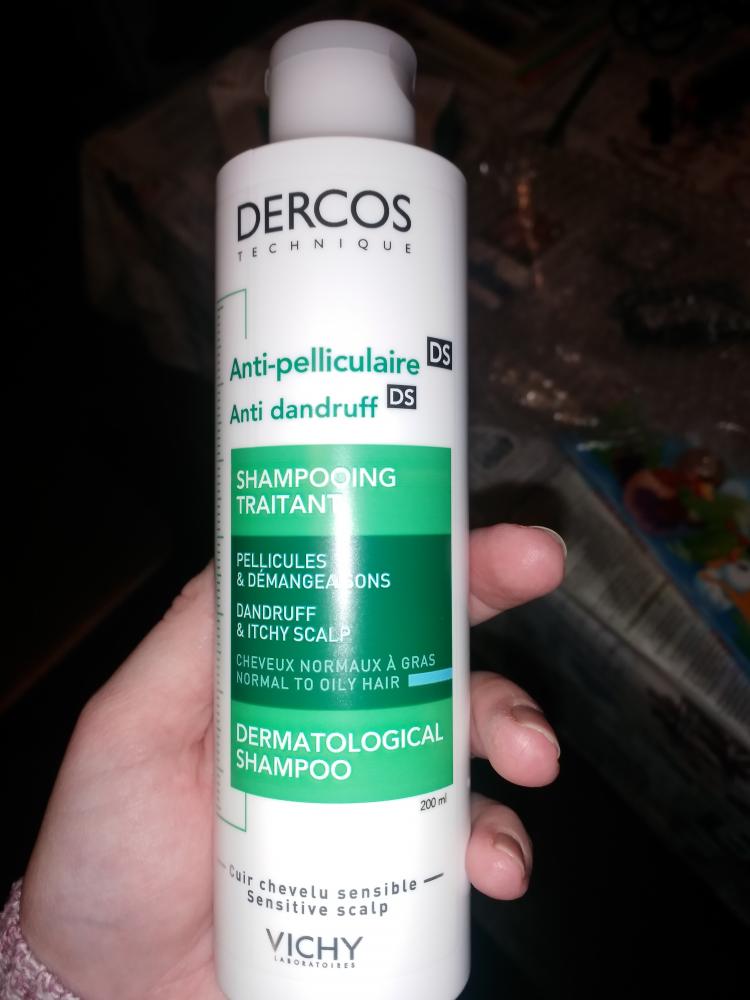 DERCOS
TECHNIQUE
Anti-pelliculaire DS
Anti dandruff DS
SHAMPOOING
TRAITANT
PELLICULES
& DÉMANGEAISONS
DANDRUFF
& ITCHY SCALP
CHEVEUX NORMAUX À GRAS
NORMAL TO OILY HAIR
DERMATOLOGICAL
SHAMPOO
200 ml
Cuir chevelu sensible
Sensitive scalp
VICHY
LABORATOIRES